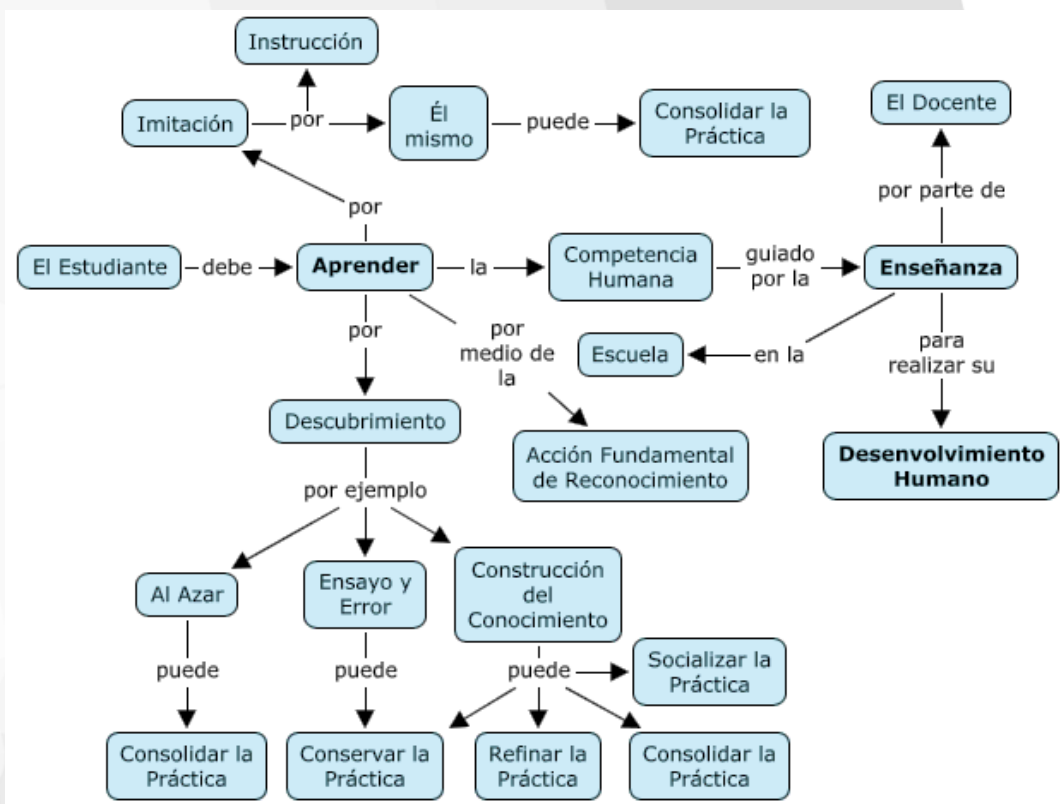 Instrucción
El Docente
Imitación
por
Él
mismo
puede
Consolidar la
Práctica
por parte de
por
El Estudiante
debe
Aprender
la
Competencia
Humana
guiado
por la
Enseñanza
por
por
medio de
la
Escuela
en la
para
realizar su
Descubrimiento
Acción Fundamental
de Reconocimiento
Desenvolvimiento
Humano
por ejemplo
Al Azar
Ensayo y
Error
Construcción
del
Conocimiento
puede
puede
puede
Socializar la
Práctica
Consolidar la
Práctica
Conservar la
Práctica
Refinar la
Práctica
Consolidar la
Práctica